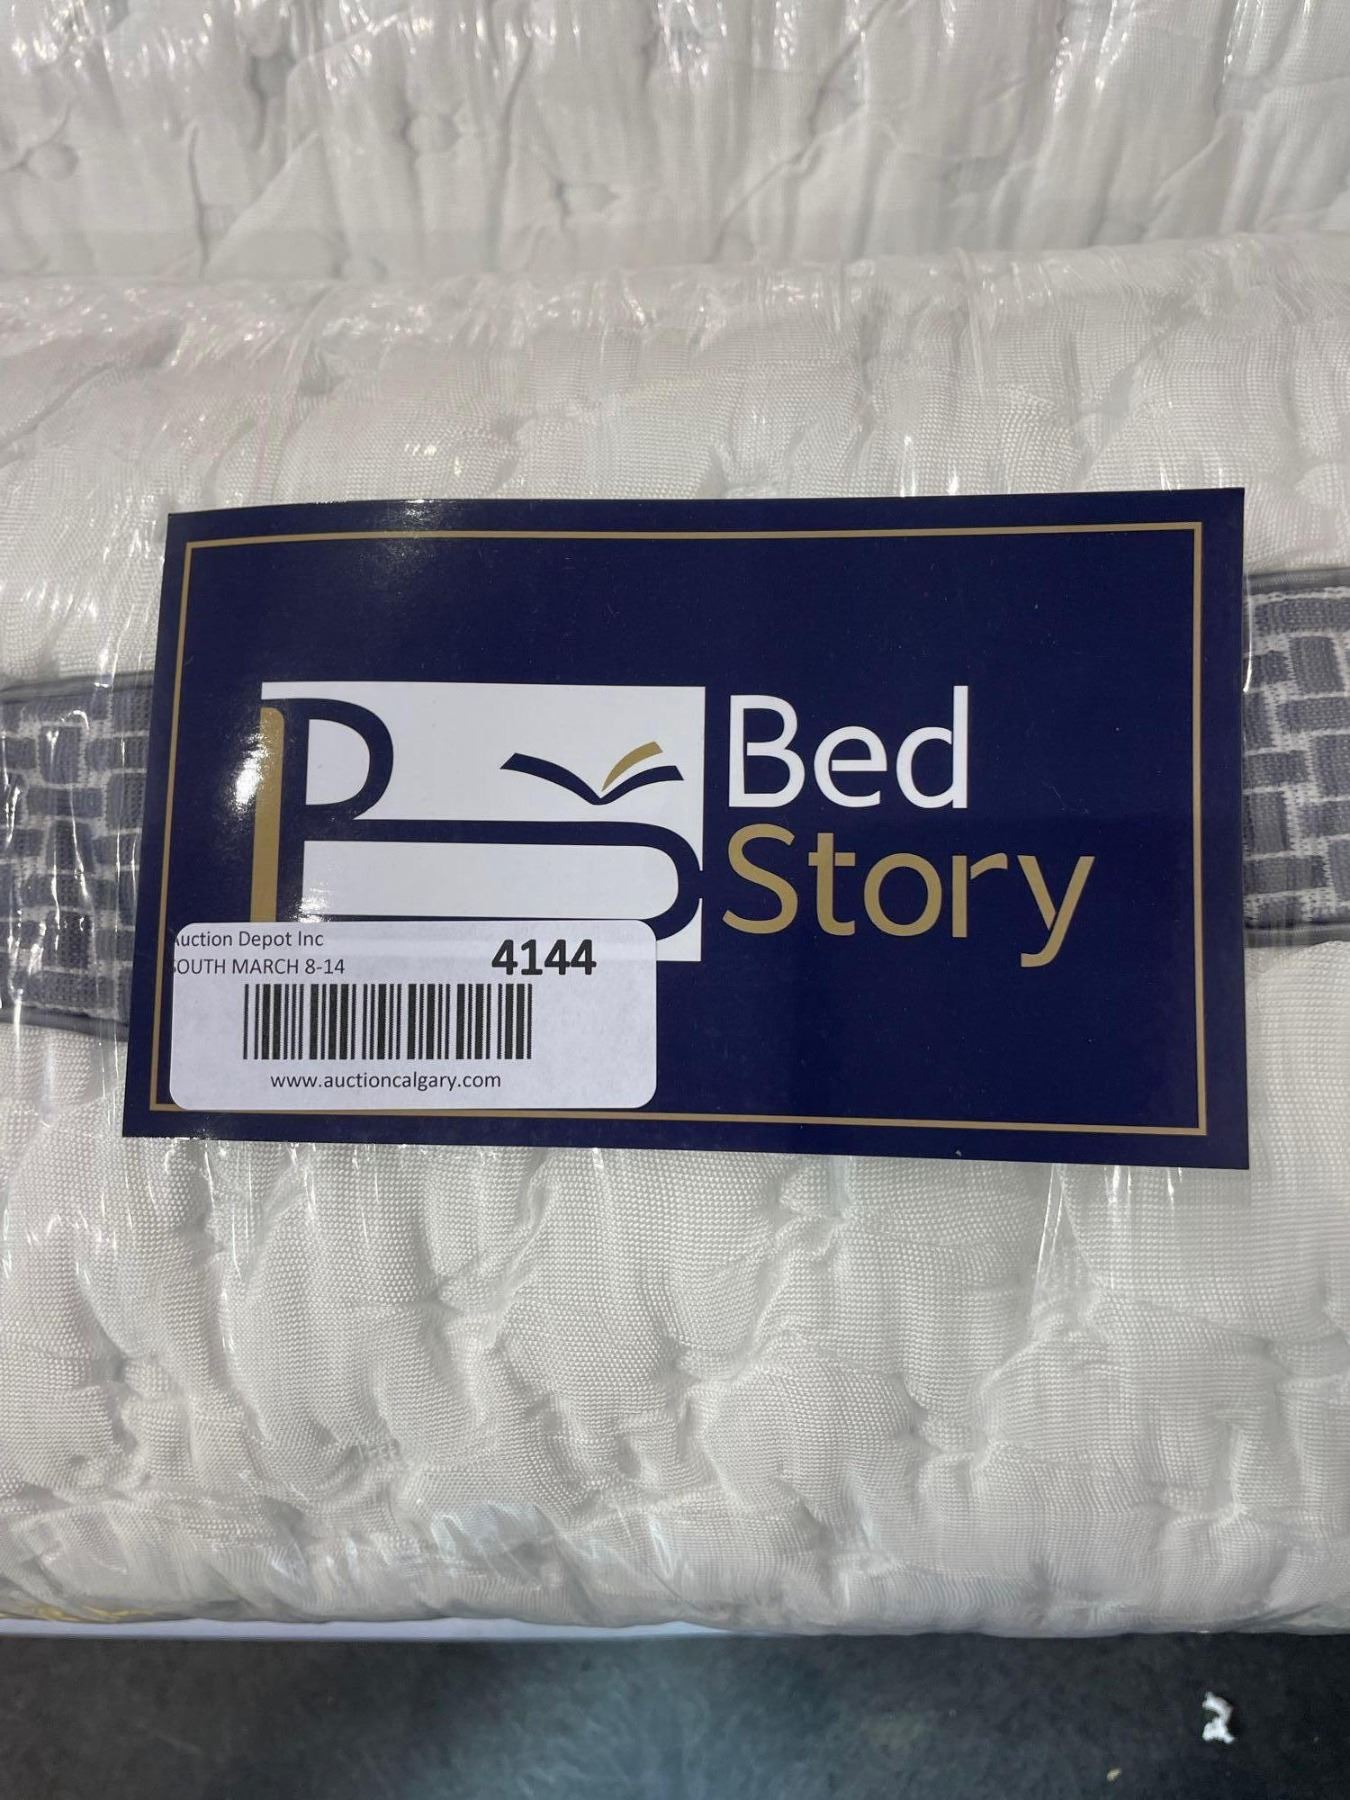 Bed
Story
Auction Depot Inc
SOUTH MARCH 8-14
4144
www.auctioncalgary.com